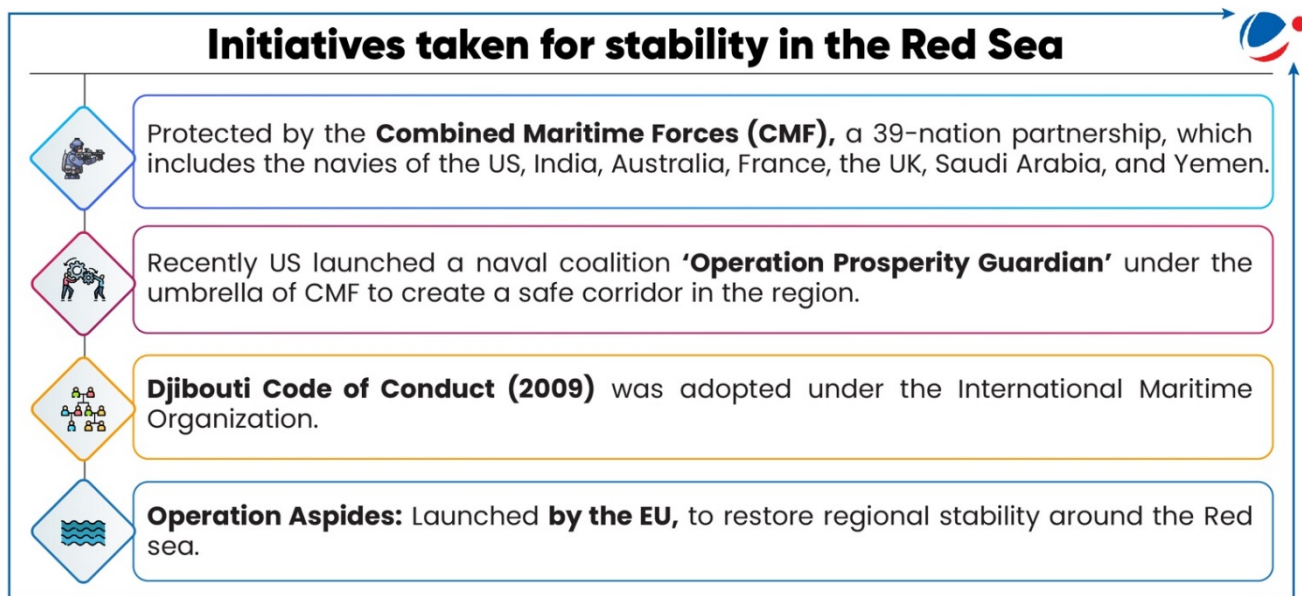 Initiatives taken for stability in the Red Sea
Protected by the Combined Maritime Forces (CMF), a 39-nation partnership, which
includes the navies of the US, India, Australia, France, the UK, Saudi Arabia, and Yemen.
Recently US launched a naval coalition ‘Operation Prosperity Guardian’ under the
umbrella of CMF to create a safe corridor in the region.
Djibouti Code of Conduct (2009) was adopted under the International Maritime
Organization.
Operation Aspides: Launched by the EU, to restore regional stability around the Red
sea.